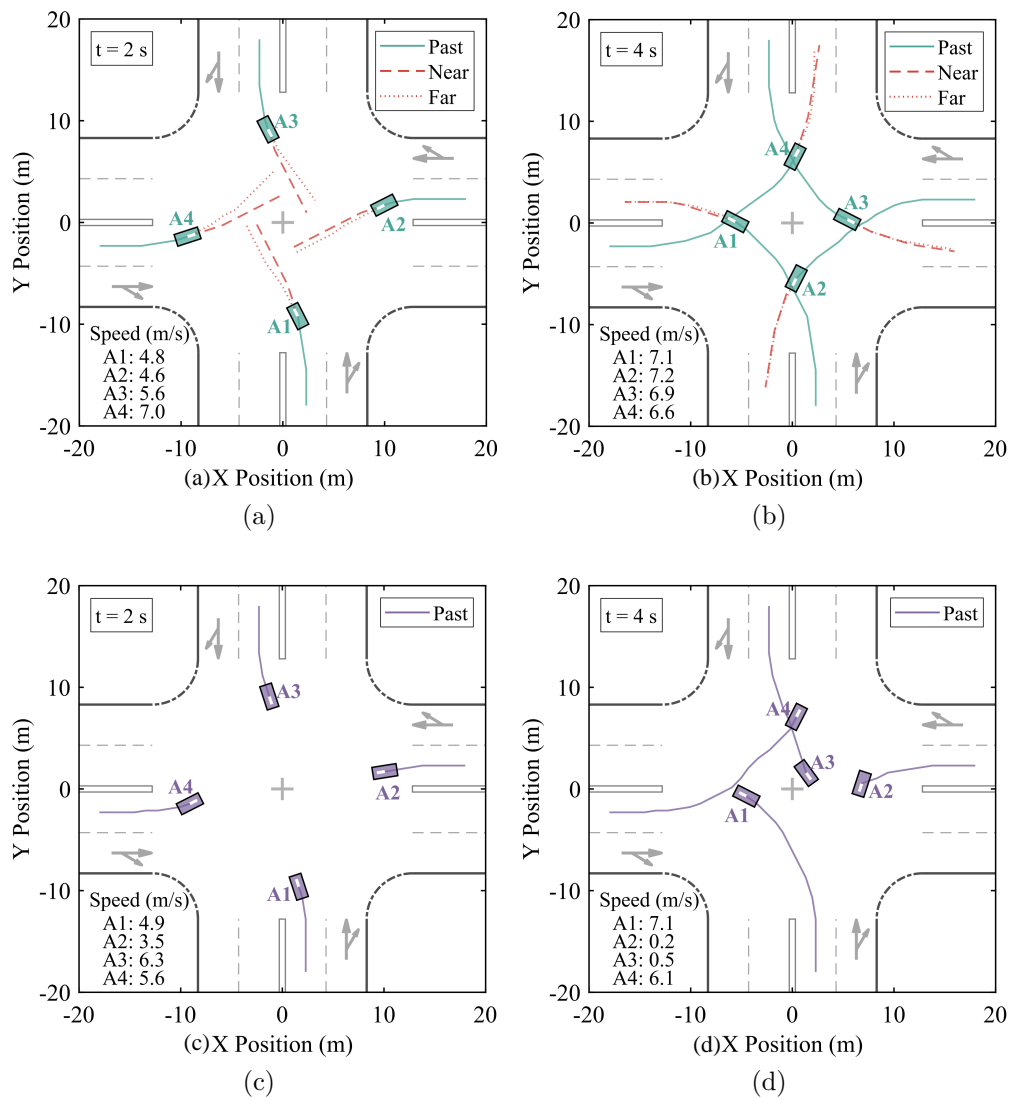 20
10
0
-10
-20
Y Position (m)
t = 2 s
Past
Near
Far
A3
A4
A2
A1
Speed (m/s)
A1: 4.8
A2: 4.6
A3: 5.6
A4: 7.0
-20 -10 0 10 20
(a)X Position (m)
(a)
20
10
0
-10
-20
Y Position (m)
t = 4 s
Past
Near
Far
A4
A3
A1
A2
Speed (m/s)
A1: 7.1
A2: 7.2
A3: 6.9
A4: 6.6
-20 -10 0 10 20
(b)X Position (m)
(b)
20
10
0
-10
-20
Y Position (m)
t = 2 s
Past
A3
A4
A2
A1
Speed (m/s)
A1: 4.9
A2: 3.5
A3: 6.3
A4: 5.6
-20 -10 0 10 20
(c)X Position (m)
(c)
20
10
0
-10
-20
Y Position (m)
t = 4 s
Past
A4
A3
A2
A1
Speed (m/s)
A1: 7.1
A2: 0.2
A3: 0.5
A4: 6.1
-20 -10 0 10 20
(d)X Position (m)
(d)